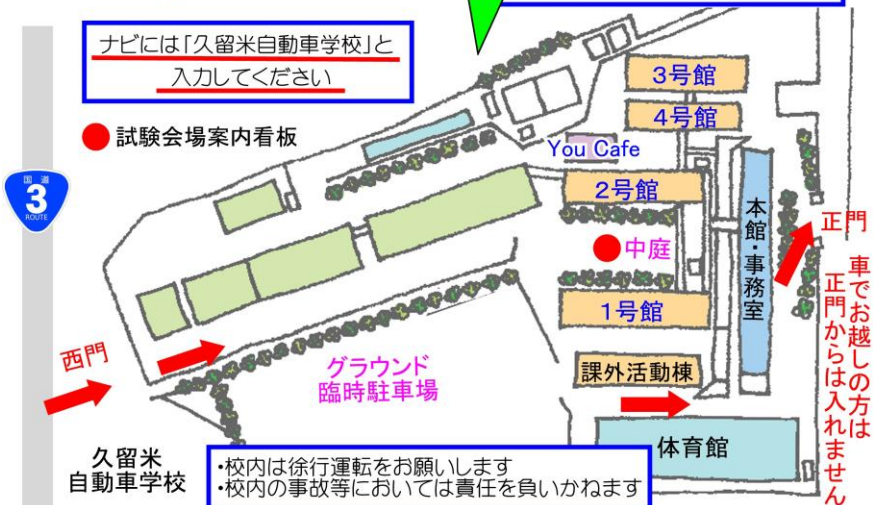 ナビには「久留米自動車学校」と
入力してください
試験会場案内看板
国道
3
ROUTE
3号館
4号館
You Cafe
2号館
中庭
1号館
本館・事務室
正門
車でお越しの方は
正門からは入れません
課外活動棟
体育館
西門
グラウンド
臨時駐車場
久留米
自動車学校
・校内は徐行運転をお願いします
・校内の事故等においては責任を負いかねます